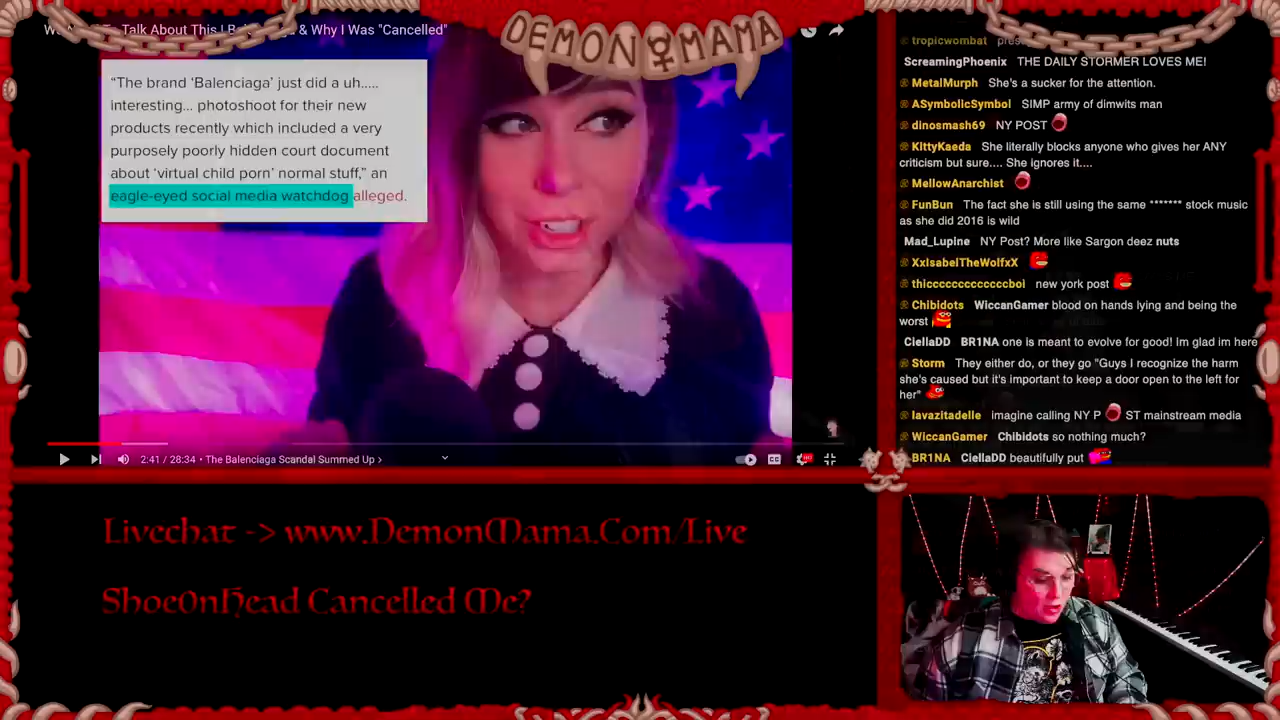 Talk About This |
& Why I Was "Cancelled"
DEMON MAMA
“The brand ‘Balenciaga’ just did a uh.....
interesting... photoshoot for their new
products recently which included a very
purposely poorly hidden court document
about ‘virtual child porn’ normal stuff,” an
eagle-eyed social media watchdog alleged.
2:41 / 28:34 • The Balenciaga Scandal Summed Up
CC
tropicwombat
ScreamingPhoenix THE DAILY STORMER LOVES ME!
MetalMurph She's a sucker for the attention.
ASymbolicSymbol SIMP army of dimwits man
dinosmash69 NY POST
KittyKaeda She literally blocks anyone who gives her ANY
criticism but sure.... She ignores it....
MellowAnarchist
FunBun The fact she is still using the same ******* stock music
as she did 2016 is wild
Mad_Lupine NY Post? More like Sargon deez nuts
XxIsabelTheWolfxX
thicccccccccccccboi new york post
Chibidots WiccanGamer blood on hands lying and being the
worst
CiellaDD BR1NA one is meant to evolve for good! Im glad im here
Storm They either do, or they go "Guys I recognize the harm
she's caused but it's important to keep a door open to the left for
her"
lavazitadelle imagine calling NY P ST mainstream media
WiccanGamer Chibidots so nothing much?
BR1NA CiellaDD beautifully put
Livechat -> www.DemonMama.Com/Live
Shoe0nHead Cancelled Me?